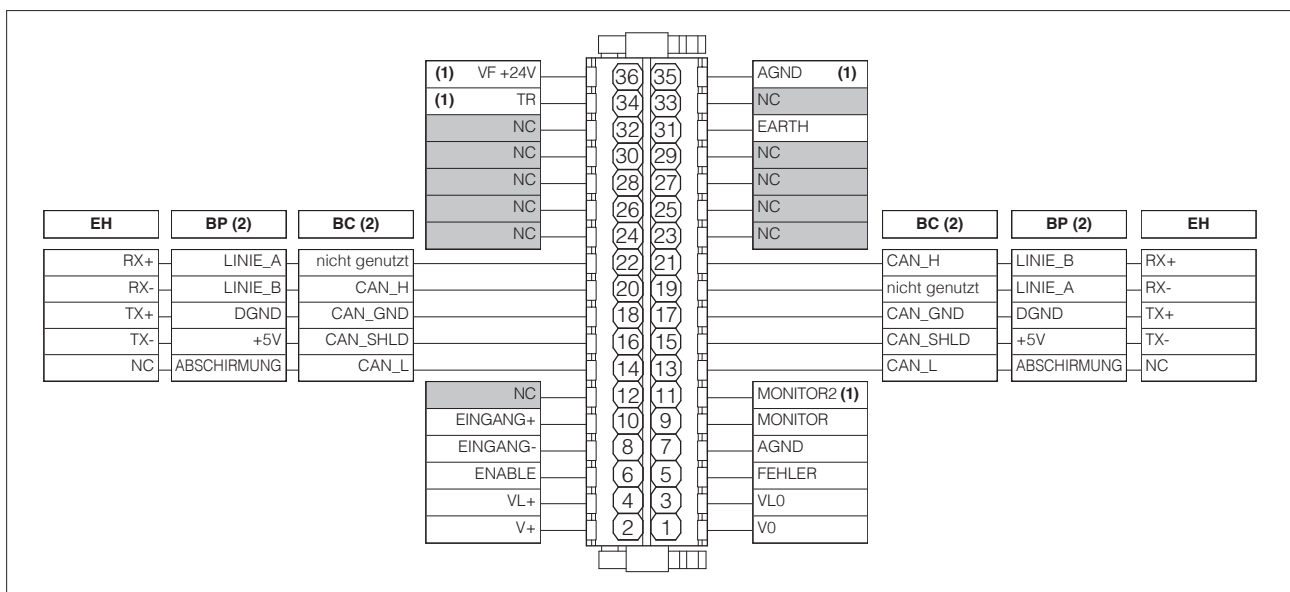 (1) VF +24V 36 35 AGND (1)
(1) TR 34 33 NC
NC 32 31 EARTH
NC 30 29 NC
NC 28 27 NC
NC 26 25 NC
NC 24 23 NC
EH BP (2) BC (2) BC (2) BP (2) EH
RX+ LINIE_A nicht genutzt 22 21 CAN_H LINIE_B RX+
RX- LINIE_B CAN_H 20 19 nicht genutzt LINIE_A RX-
TX+ DGND CAN_GND 18 17 CAN_GND DGND TX+
TX- +5V CAN_SHLD 16 15 CAN_SHLD +5V TX-
NC ABSCHIRMUNG CAN_L 14 13 CAN_L ABSCHIRMUNG NC
NC 12 11 MONITOR2 (1)
EINGANG+ 10 9 MONITOR
EINGANG- 8 7 AGND
ENABLE 6 5 FEHLER
VL+ 4 3 VL0
V+ 2 1 V0